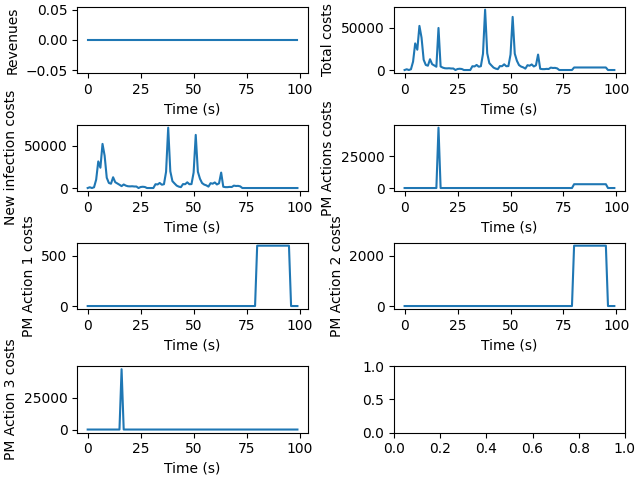 Revenues
0.05
0.00
−0.05
0 25 50 75 100
Time (s)
Total costs
50000
0
0 25 50 75 100
Time (s)
New infection costs
50000
0
0 25 50 75 100
Time (s)
PM Actions costs
25000
0
0 25 50 75 100
Time (s)
PM Action 1 costs
500
0
0 25 50 75 100
Time (s)
PM Action 2 costs
2000
0
0 25 50 75 100
Time (s)
PM Action 3 costs
25000
0
0 25 50 75 100
Time (s)
1.0
0.5
0.0
0.0 0.2 0.4 0.6 0.8 1.0